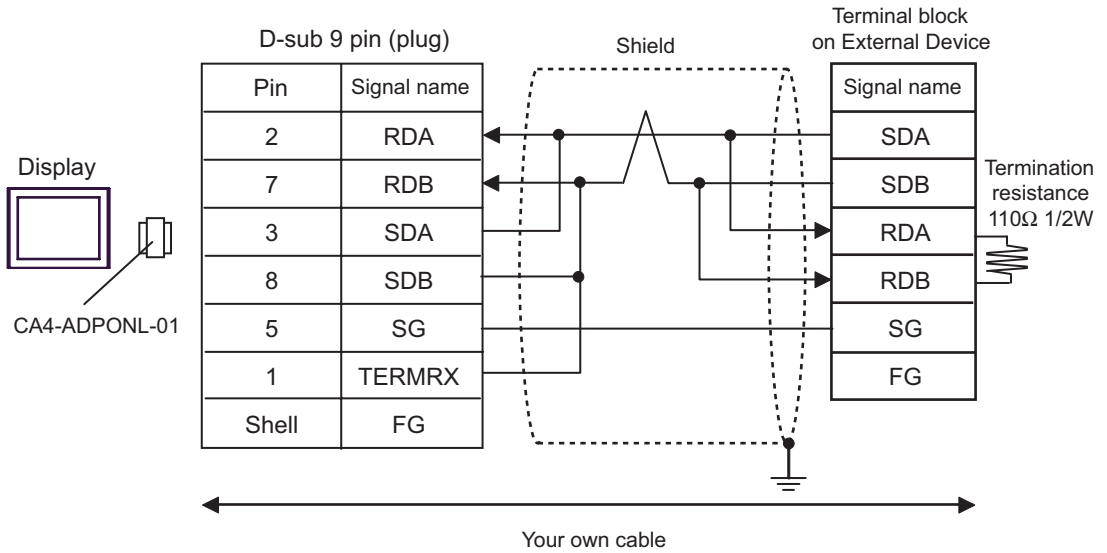 Terminal block
on External Device
D-sub 9 pin (plug)
Shield
Pin Signal name
Signal name
2 RDA
SDA
7 RDB
SDB
3 SDA
RDA
8 SDB
RDB
5 SG
SG
1 TERMRX
FG
Shell FG
Display
CA4-ADPONL-01
Termination
resistance
110Ω 1/2W
Your own cable